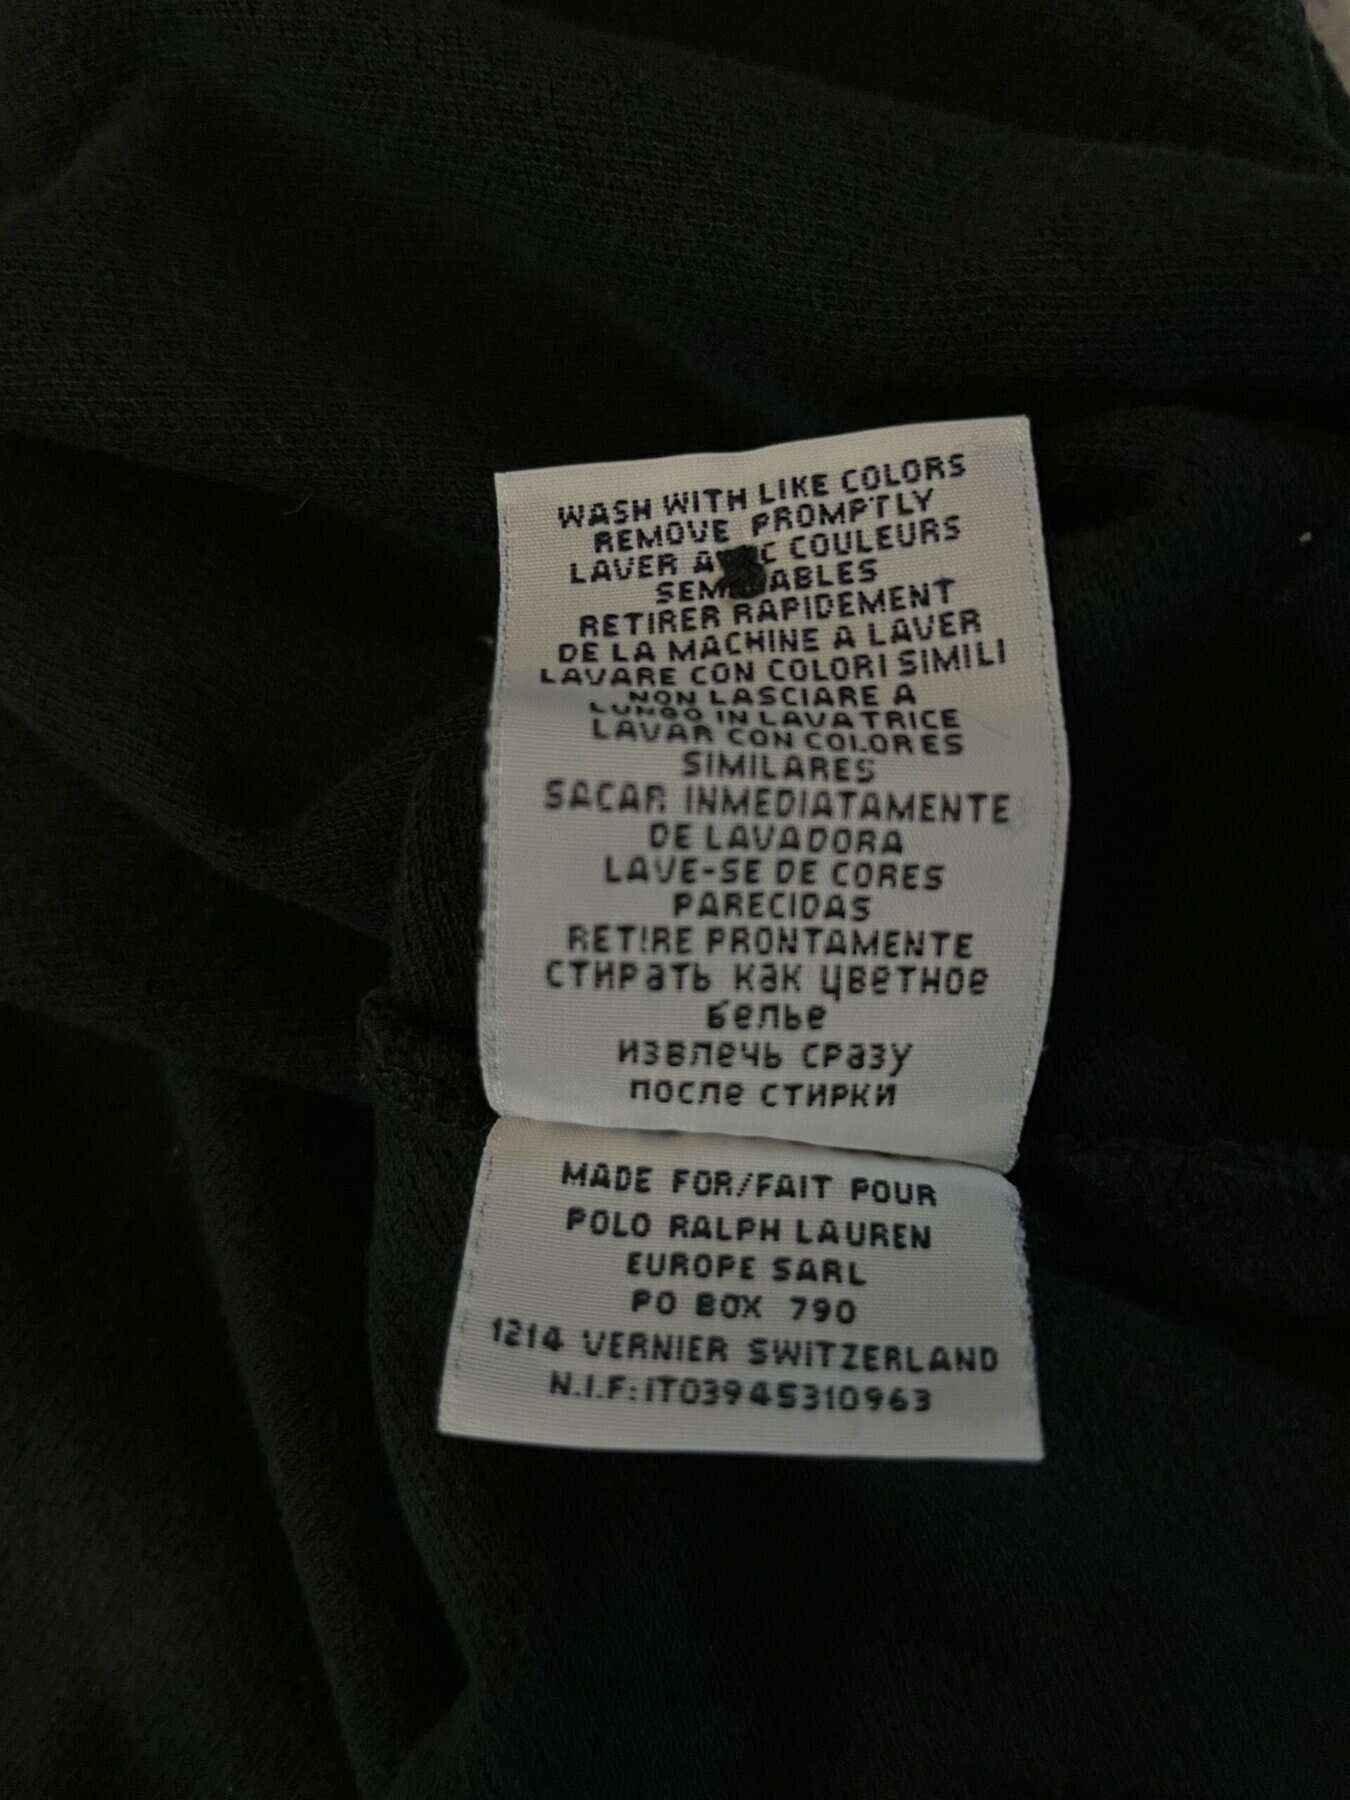 WASH WITH LIKE COLORS
REMOVE PROMPTLY
LAVER COULEURS
RETIRER RAPIDEMENT
DE LA MACHINE A LAVER
LAVARE CON COLORI SIMILI
NON LASCIARE A
LUNGO IN LAVATRICE
LAVAR CON COLORES
SIMILARES
SACAR INMEDIATAMENTE
DE LAVADORA
LAVE-SE DE CORES
PARECIDAS
RETIRE PRONTAMENTE
стирать как цветное
белье
извлечь сразу
после стирки
MADE FOR/FAIT POUR
POLO RALPH LAUREN
EUROPE SARL
PO BOX 790
1214 VERNIER SWITZERLAND
N.I.F:IT03945310963